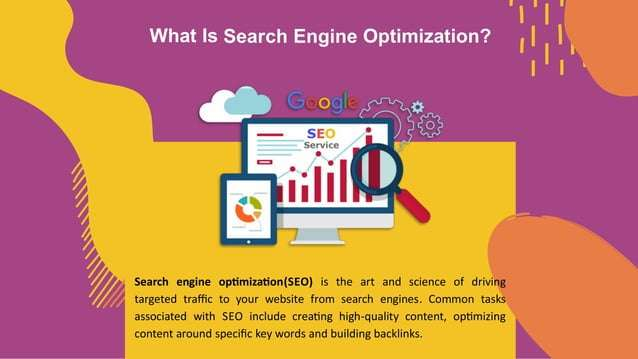 What Is Search Engine Optimization?
Google
SEO
Service
Search engine optimization(SEO) is the art and science of driving
targeted traffic to your website from search engines. Common tasks
associated with SEO include creating high-quality content, optimizing
content around specific key words and building backlinks.